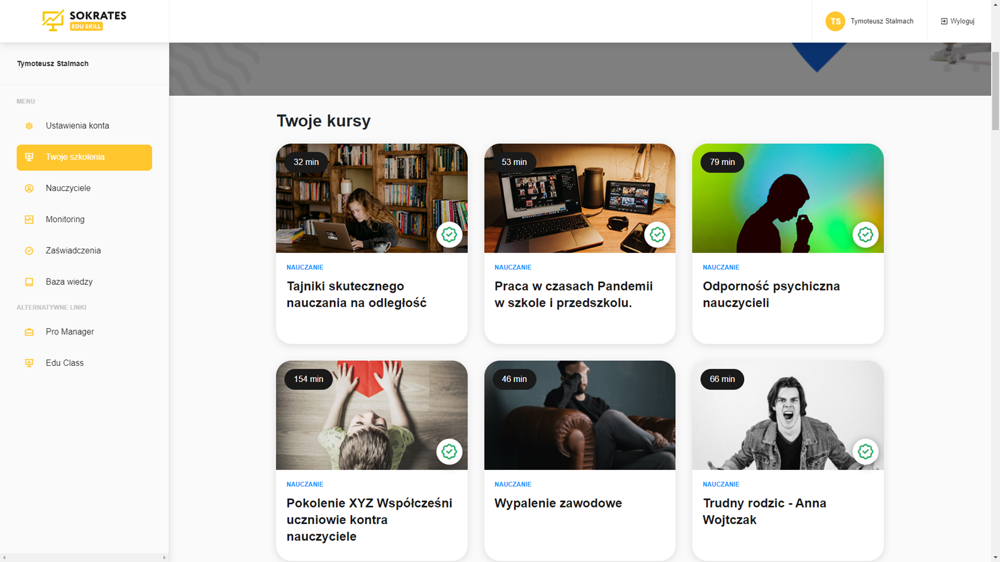 SOKRATES
EDU SKILL
TS
Tymoteusz Stalmach
Wyloguj
Tymoteusz Stalmach
MENU
Ustawienia konta
Twoje szkolenia
Nauczyciele
Monitoring
Zaświadczenia
Baza wiedzy
ALTERNATYWNE LINKI
Pro Manager
Edu Class
Twoje kursy
32 min
53 min
79 min
NAUCZANIE
Tajniki skutecznego
nauczania na odległość
NAUCZANIE
Praca w czasach Pandemii
w szkole i przedszkolu.
NAUCZANIE
Odporność psychiczna
nauczycieli
154 min
46 min
66 min
NAUCZANIE
Pokolenie XYZ Współcześni
uczniowie kontra
nauczyciele
NAUCZANIE
Wypalenie zawodowe
NAUCZANIE
Trudny rodzic - Anna
Wojtczak